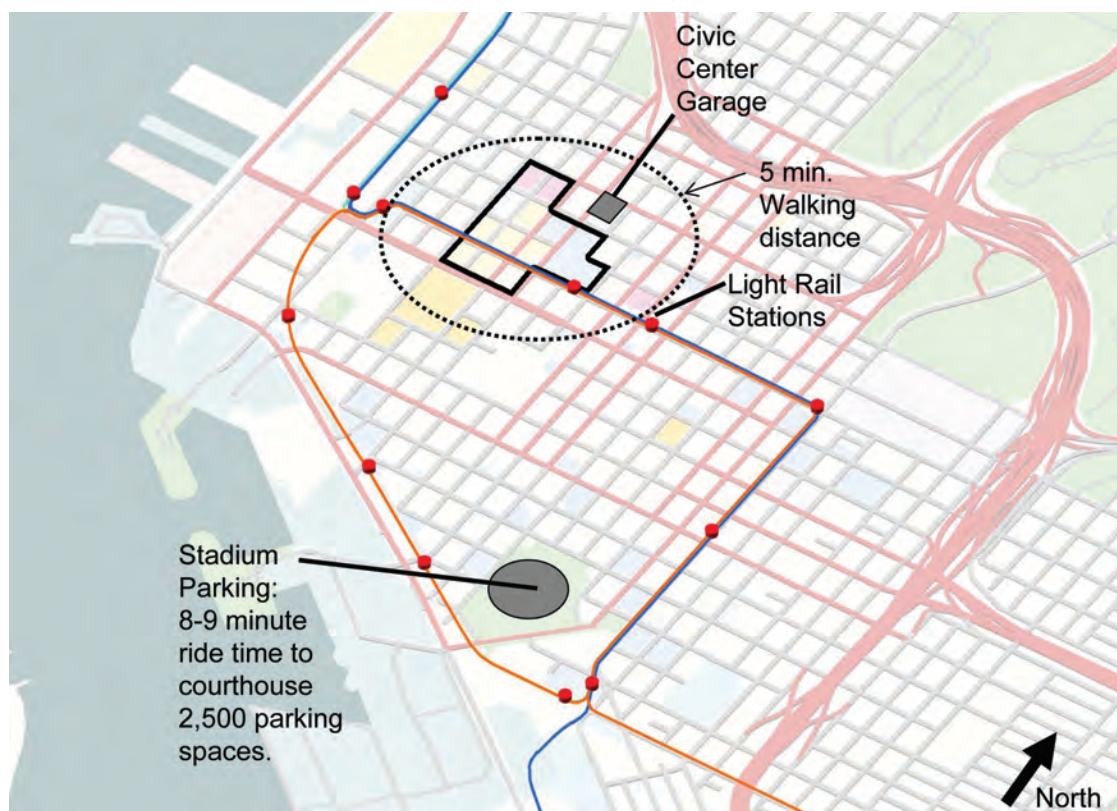 Civic
Center
Garage
5 min.
Walking
distance
Light Rail
Stations
Stadium
Parking:
8-9 minute
ride time to
courthouse
2,500 parking
spaces.
North